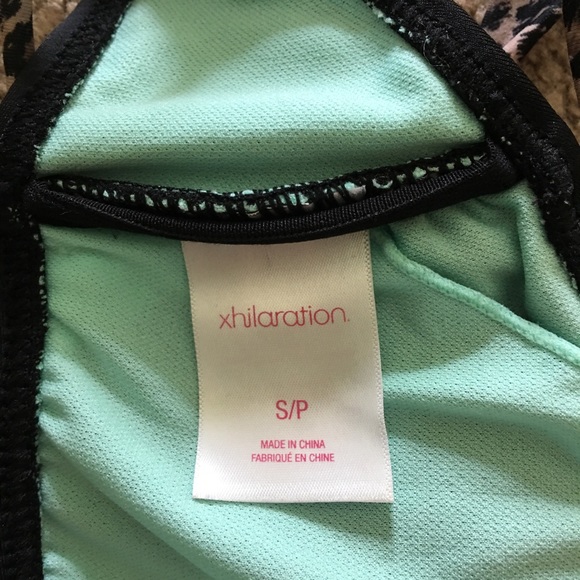 xhilaration.
S/P
MADE IN CHINA
FABRIQUÉ EN CHINE